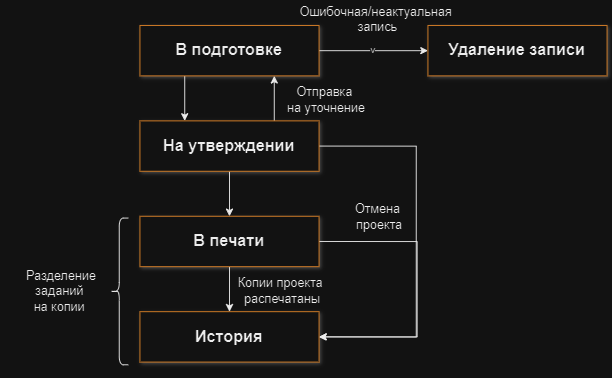 Ошибочная/неактуальная
запись
В подготовке
Удаление записи
Отправка
на уточнение
На утверждении
Отмена
проекта
В печати
Разделение
заданий
на копии
Копии проекта
распечатаны
История